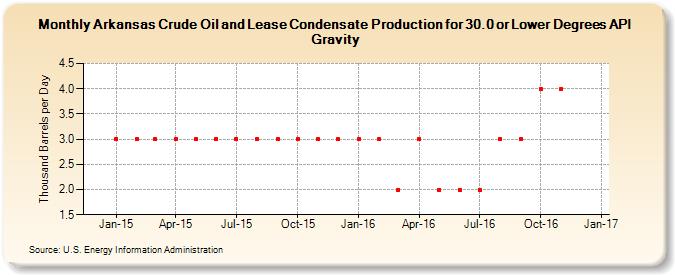 Monthly Arkansas Crude Oil and Lease Condensate Production for 30.0 or Lower Degrees API
Gravity
Thousand Barrels per Day
4.5
4.0
3.5
3.0
2.5
2.0
1.5
Jan-15 Apr-15 Jul-15 Oct-15 Jan-16 Apr-16 Jul-16 Oct-16 Jan-17
Source: U.S. Energy Information Administration